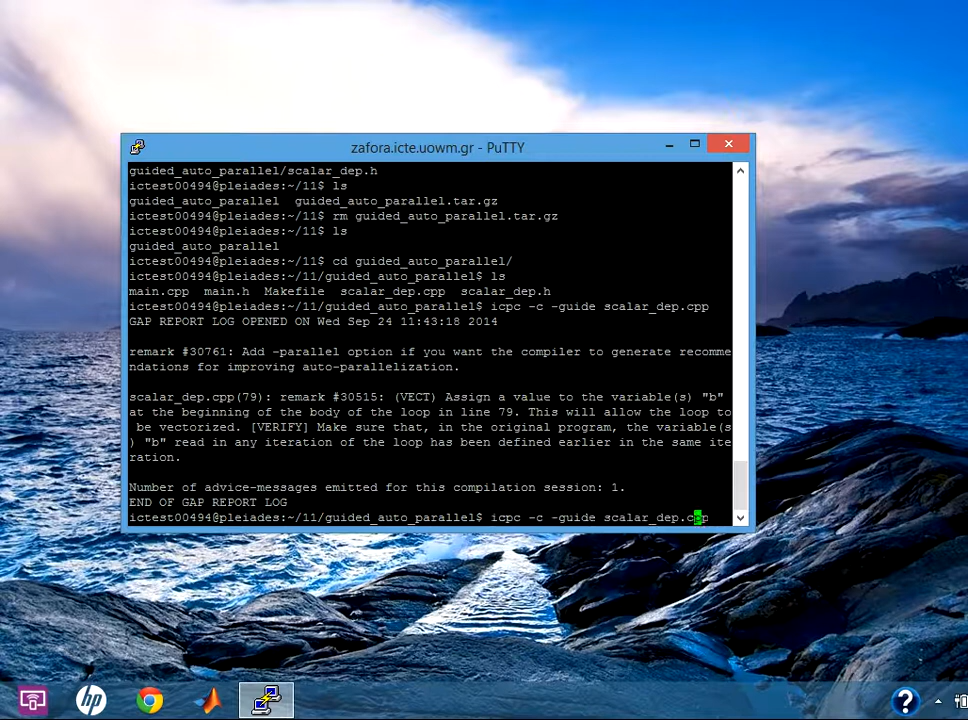 zafora.icte.uowm.gr - PuTTY
guided_auto_parallel/scalar_dep.h
ictest00494@pleiades:~/11$ ls
guided_auto_parallel  guided_auto_parallel.tar.gz
ictest00494@pleiades:~/11$ rm guided_auto_parallel.tar.gz
ictest00494@pleiades:~/11$ ls
guided_auto_parallel
ictest00494@pleiades:~/11$ cd guided_auto_parallel/
ictest00494@pleiades:~/11/guided_auto_parallel$ ls
main.cpp  main.h  Makefile  scalar_dep.cpp  scalar_dep.h
ictest00494@pleiades:~/11/guided_auto_parallel$ icpc -c -guide scalar_dep.cpp
GAP REPORT LOG OPENED ON Wed Sep 24 11:43:18 2014
remark #30761: Add -parallel option if you want the compiler to generate recomme
ndations for improving auto-parallelization.
scalar_dep.cpp(79): remark #30515: (VECT) Assign a value to the variable(s) "b"
at the beginning of the body of the loop in line 79. This will allow the loop to
be vectorized. [VERIFY] Make sure that, in the original program, the variable(s
) "b" read in any iteration of the loop has been defined earlier in the same ite
ration.
Number of advice-messages emitted for this compilation session: 1.
END OF GAP REPORT LOG
ictest00494@pleiades:~/11/guided_auto_parallel$ icpc -c -guide scalar_dep.cpp
hp
?